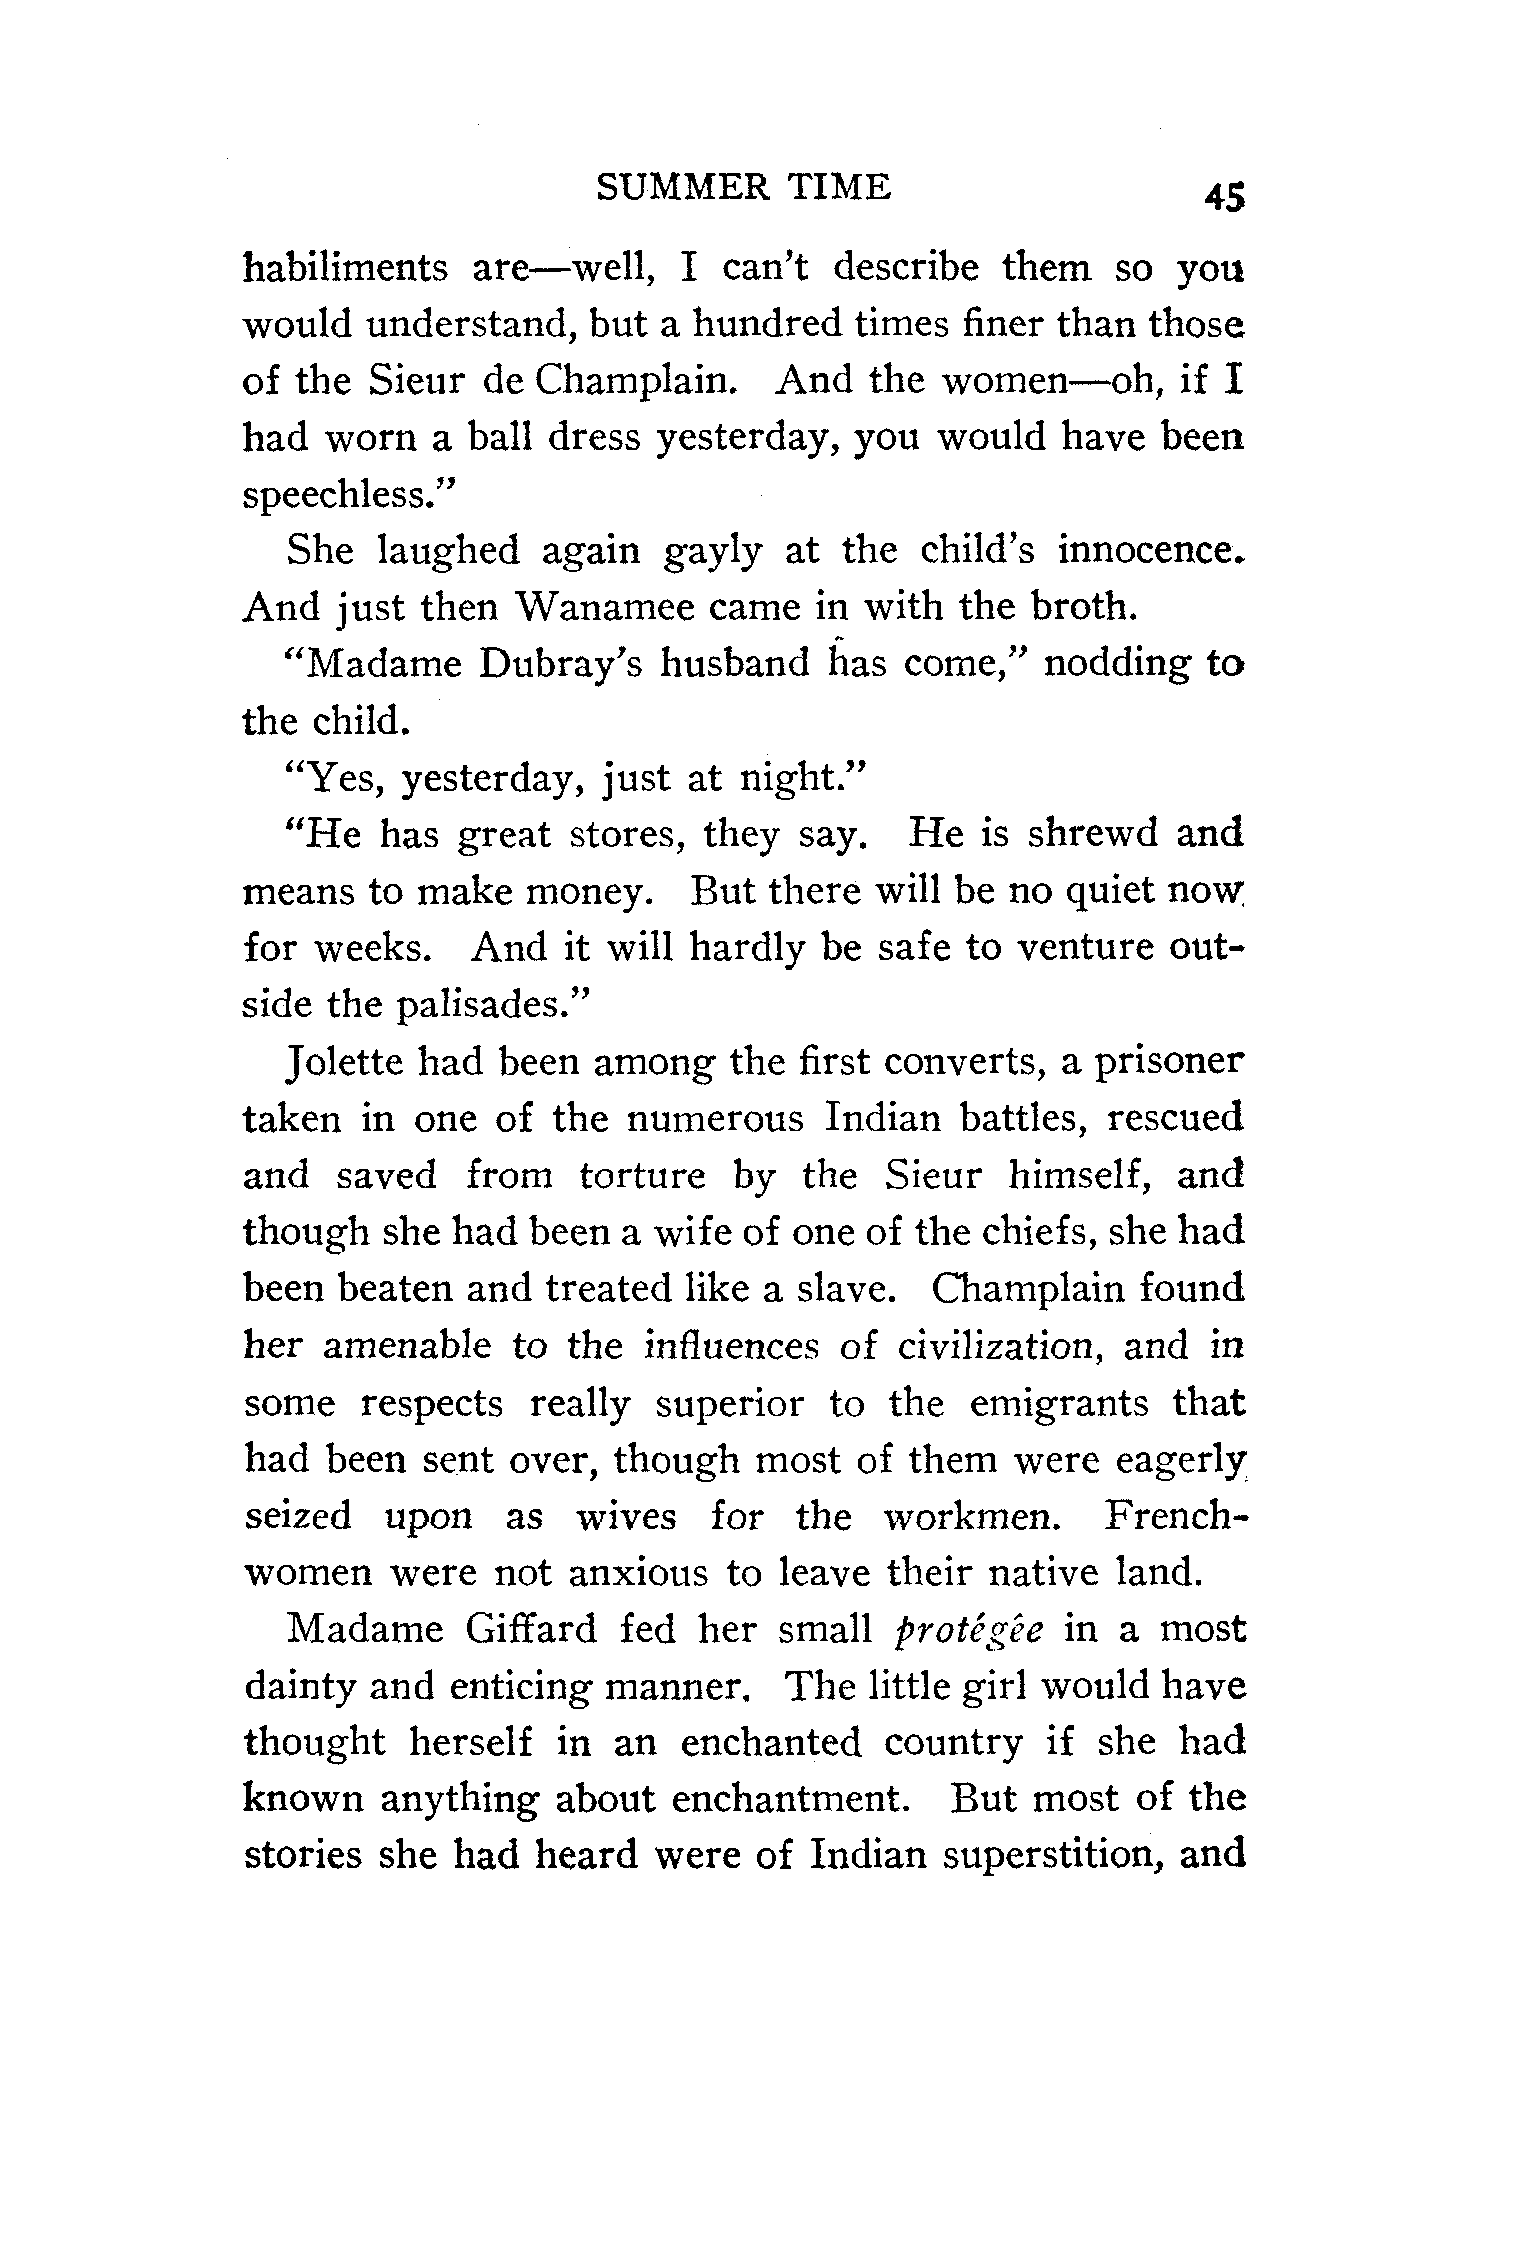 SUMMER TIME 45
habiliments are—well, I can't describe them so you
would understand, but a hundred times finer than those
of the Sieur de Champlain. And the women—oh, if I
had worn a ball dress yesterday, you would have been
speechless."
She laughed again gayly at the child's innocence.
And just then Wanamee came in with the broth.
"Madame Dubray's husband has come," nodding to
the child.
"Yes, yesterday, just at night."
"He has great stores, they say. He is shrewd and
means to make money. But there will be no quiet now
for weeks. And it will hardly be safe to venture out-
side the palisades."
Jolette had been among the first converts, a prisoner
taken in one of the numerous Indian battles, rescued
and saved from torture by the Sieur himself, and
though she had been a wife of one of the chiefs, she had
been beaten and treated like a slave. Champlain found
her amenable to the influences of civilization, and in
some respects really superior to the emigrants that
had been sent over, though most of them were eagerly
seized upon as wives for the workmen. French-
women were not anxious to leave their native land.
Madame Giffard fed her small protégêe in a most
dainty and enticing manner. The little girl would have
thought herself in an enchanted country if she had
known anything about enchantment. But most of the
stories she had heard were of Indian superstition, and